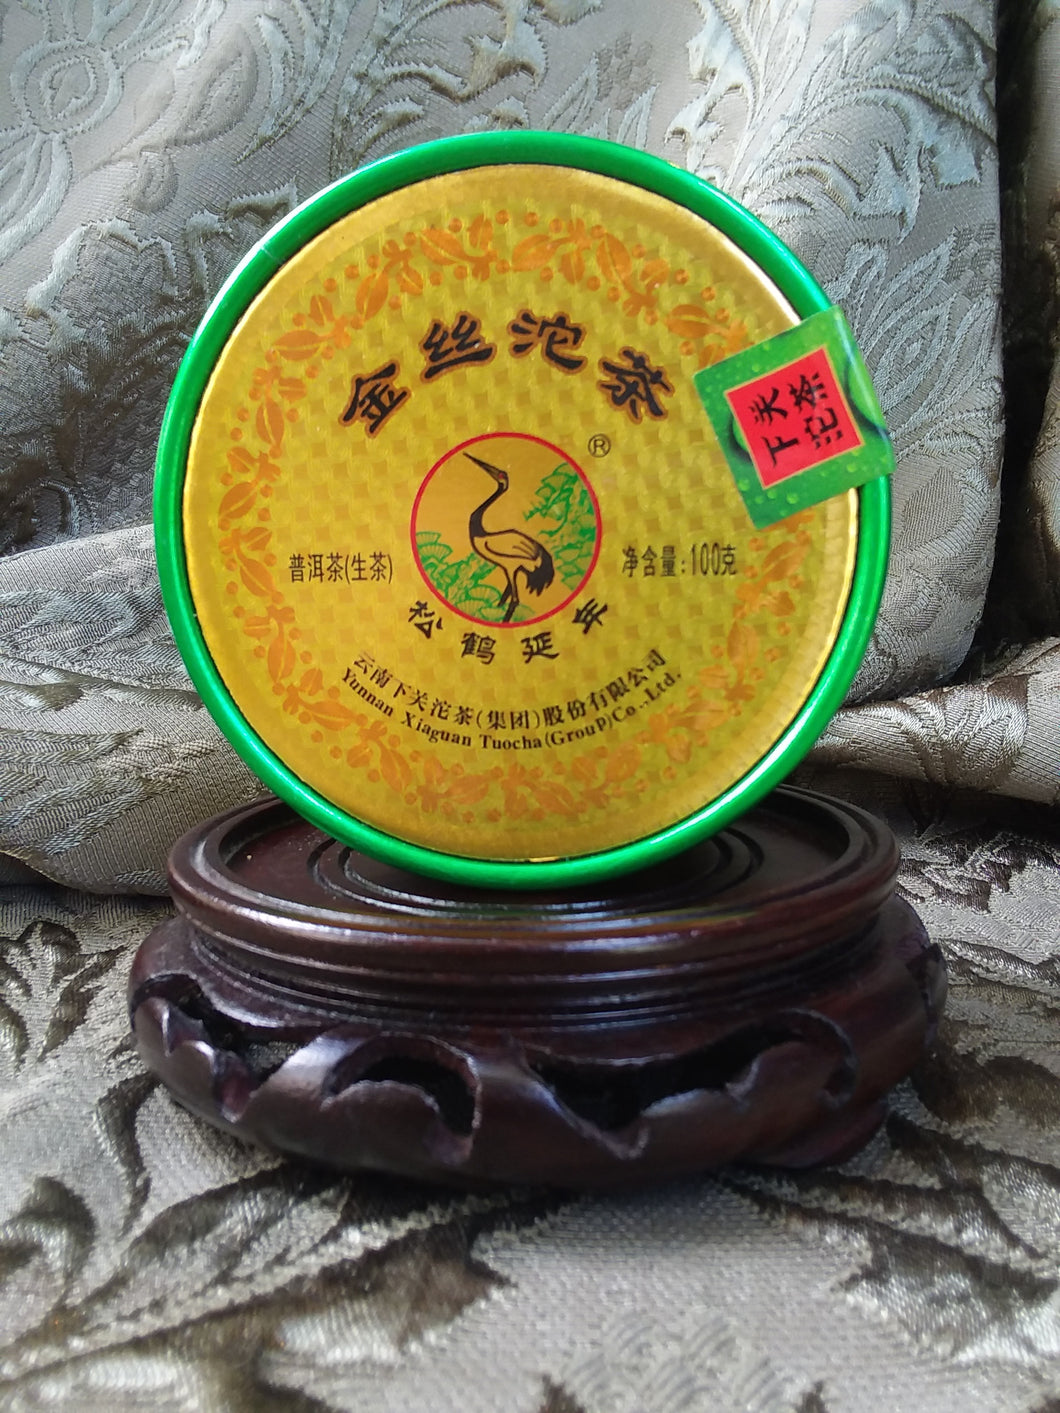 金丝沱茶
®
下关
沱茶
普洱茶(生茶)
净含量:100克
松鹤延年
云南下关沱茶(集团)股份有限公司
Yunnan Xiaguan Tuocha(GrouP)Co.,Ltd.